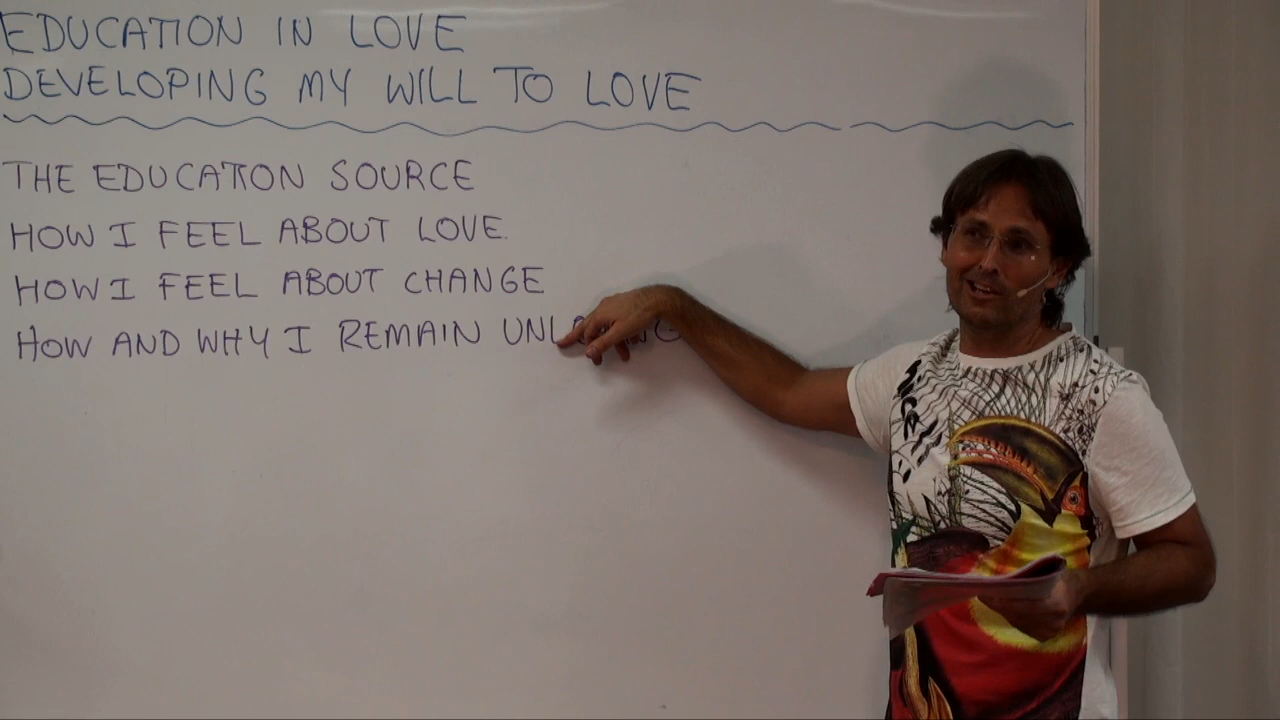 EDUCATION IN LOVE
DEVELOPING MY WILL TO LOVE
THE EDUCATION SOURCE
HOW I FEEL ABOUT LOVE
HOW I FEEL ABOUT CHANGE
HOW AND WHY I REMAIN